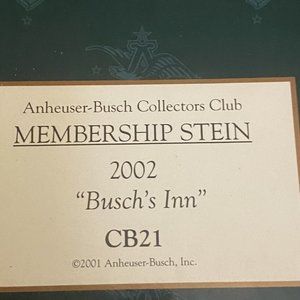 Anheuser-Busch Collectors Club
MEMBERSHIP STEIN
2002
“Busch’s Inn”
CB21
©2001 Anheuser-Busch, Inc.